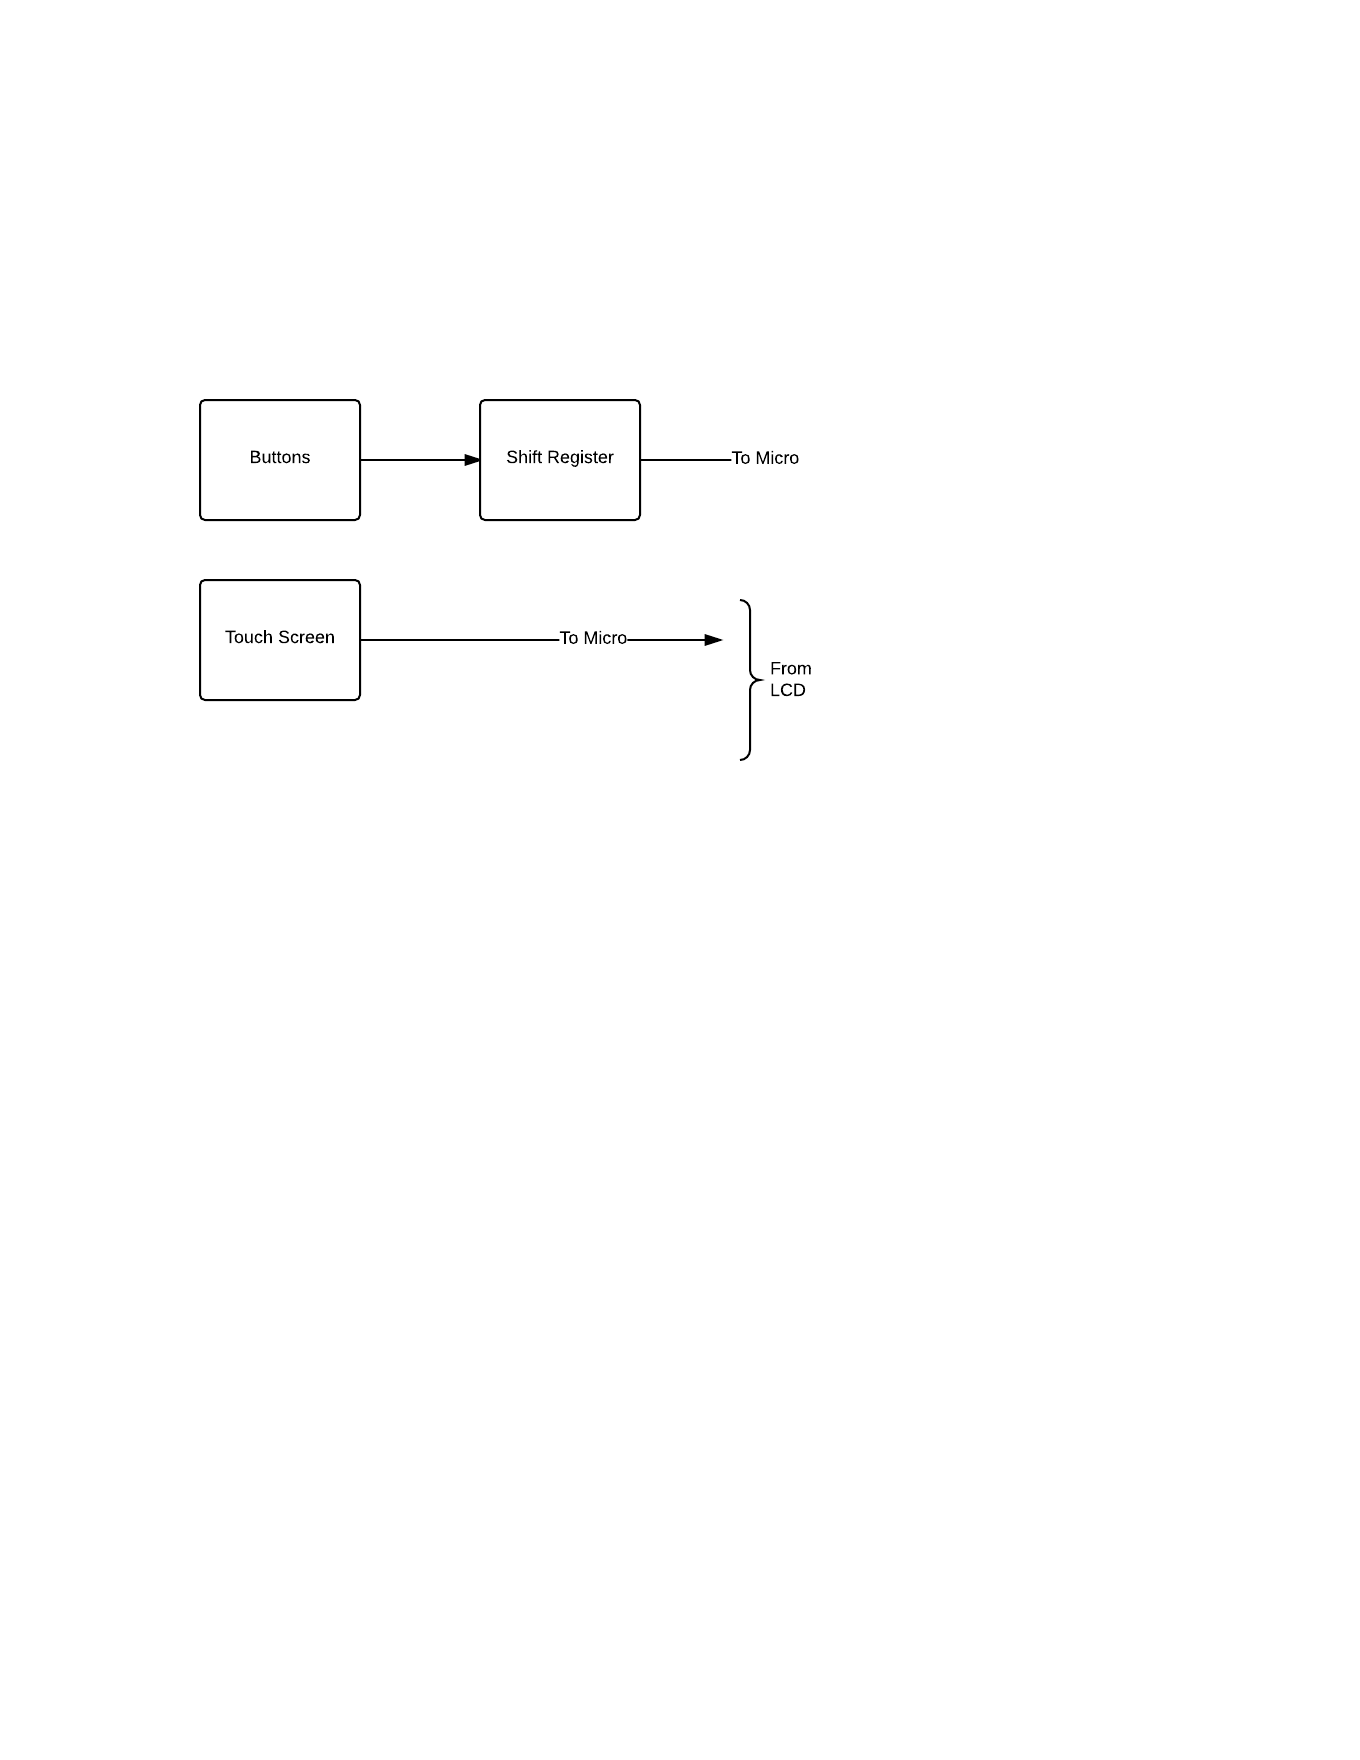 Buttons
Shift Register
To Micro
Touch Screen
To Micro
From
LCD